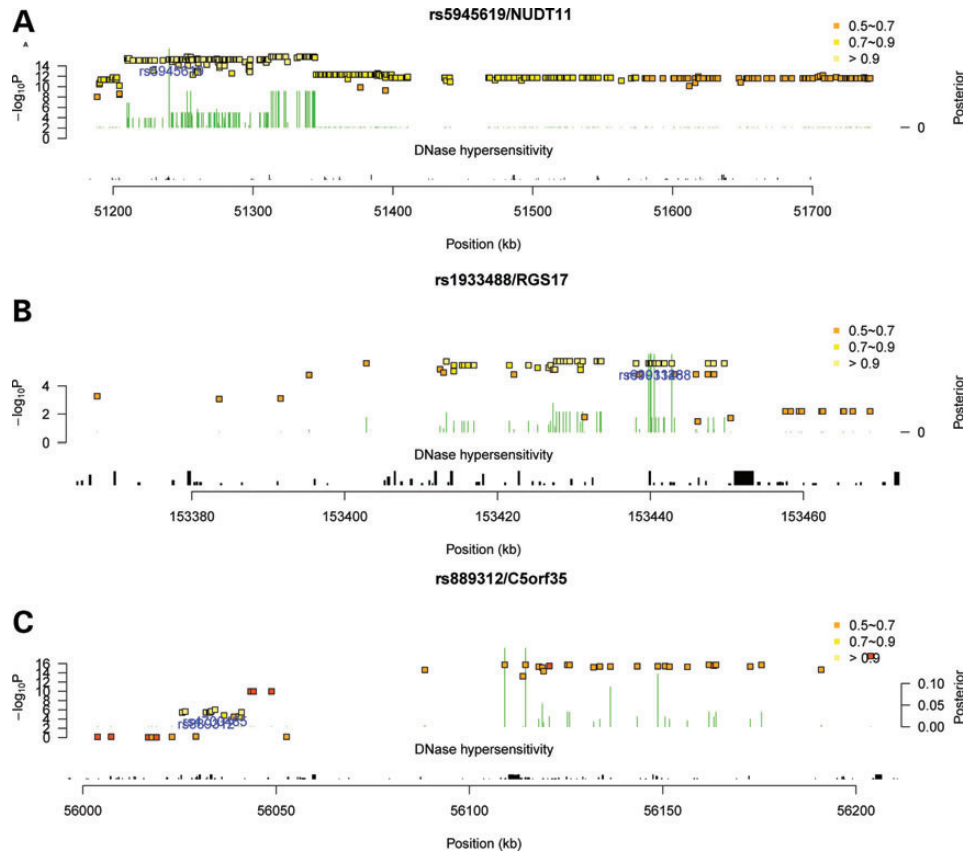 A
rs5945619/NUDT11
A
0.5~0.7
0.7~0.9
> 0.9
14
12
10
8
6
4
2
−log10P
0
Posterior
DNase hypersensitivity
51200 51300 51400 51500 51600 51700
Position (kb)
rs1933488/RGS17
B
0.5~0.7
0.7~0.9
> 0.9
4
2
0
−log10P
0
Posterior
DNase hypersensitivity
153380 153400 153420 153440 153460
Position (kb)
rs889312/C5orf35
C
0.5~0.7
0.7~0.9
> 0.9
16
14
12
10
8
6
4
2
0
−log10P
0.10
0.05
0.00
Posterior
DNase hypersensitivity
56000 56050 56100 56150 56200
Position (kb)